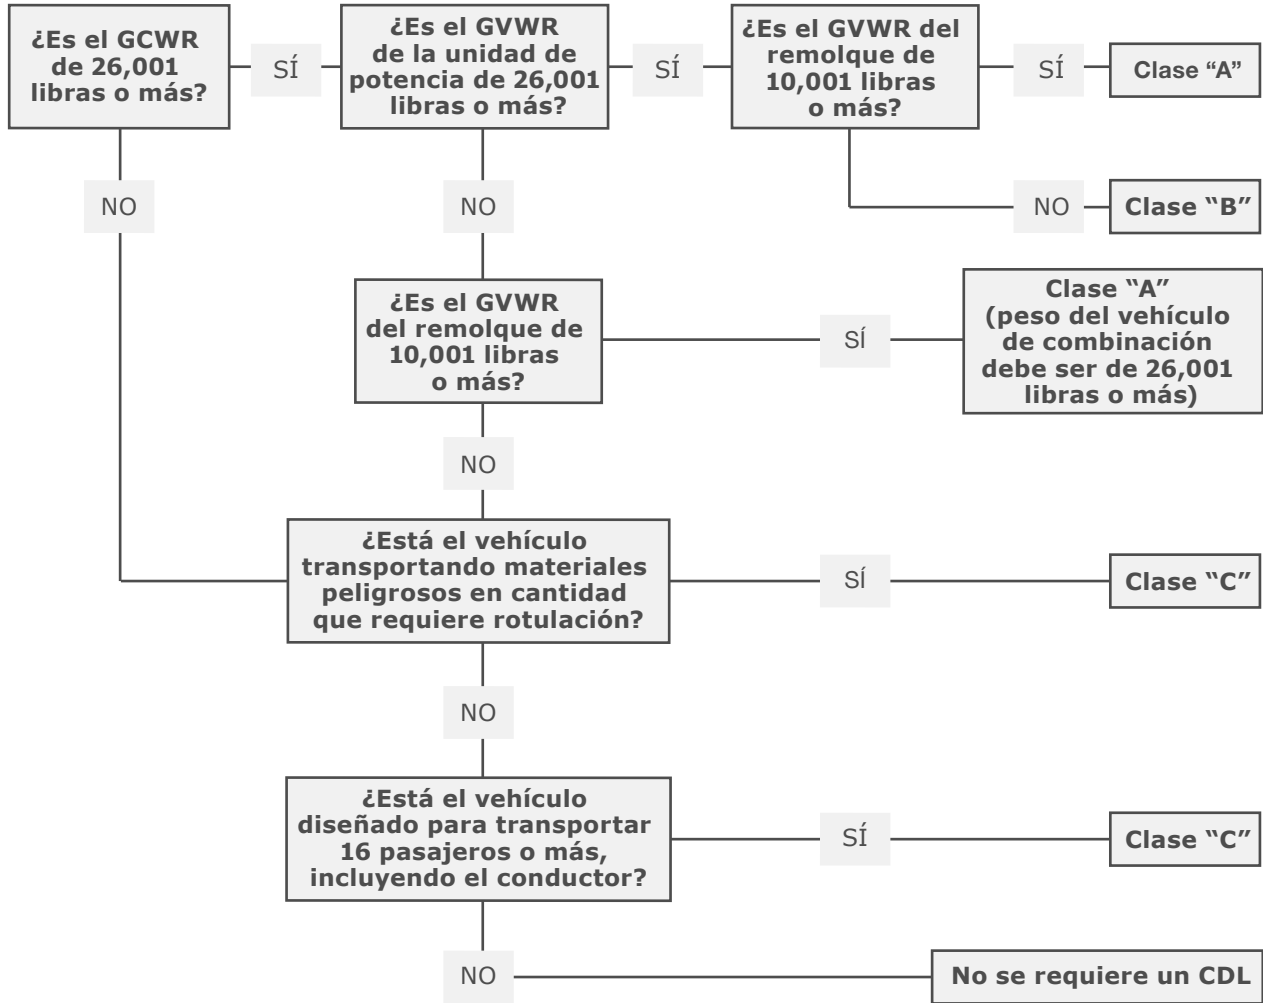 ¿Es el GCWR
de 26,001
libras o más?
SÍ
¿Es el GVWR
de la unidad de
potencia de 26,001
libras o más?
SÍ
¿Es el GVWR del
remolque de
10,001 libras
o más?
SÍ
Clase “A”
NO
NO
NO
Clase “B”
¿Es el GVWR
del remolque de
10,001 libras
o más?
SÍ
Clase “A”
(peso del vehículo
de combinación
debe ser de 26,001
libras o más)
NO
¿Está el vehículo
transportando materiales
peligrosos en cantidad
que requiere rotulación?
SÍ
Clase “C”
NO
¿Está el vehículo
diseñado para transportar
16 pasajeros o más,
incluyendo el conductor?
SÍ
Clase “C”
NO
No se requiere un CDL